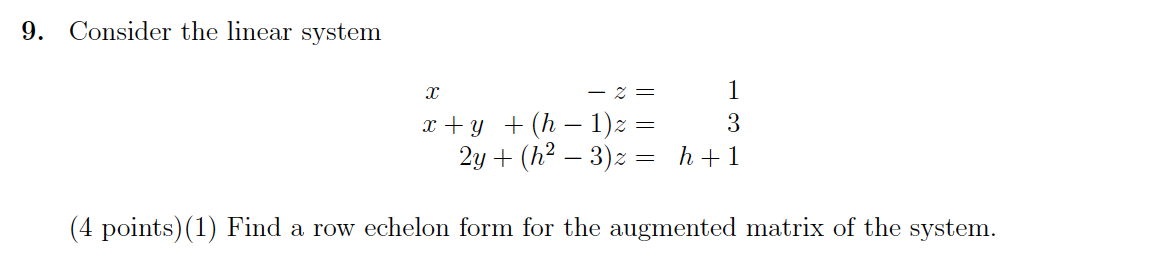 9. Consider the linear system
x − z = 1
x + y + (h − 1)z = 3
2y + (h² − 3)z = h + 1
(4 points)(1) Find a row echelon form for the augmented matrix of the system.